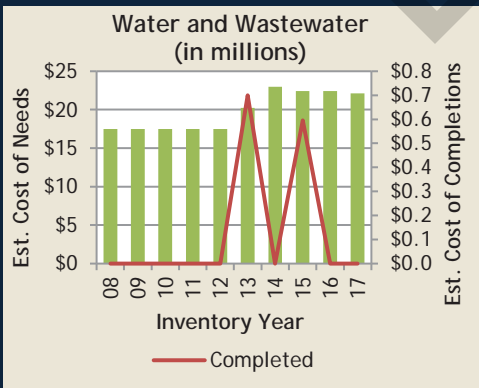 Water and Wastewater
(in millions)
Est. Cost of Needs
$25
$20
$15
$10
$5
$0
$0.8
$0.7
$0.6
$0.5
$0.4
$0.3
$0.2
$0.1
$0.0
Est. Cost of Completions
08 09 10 11 12 13 14 15 16 17
Inventory Year
Completed